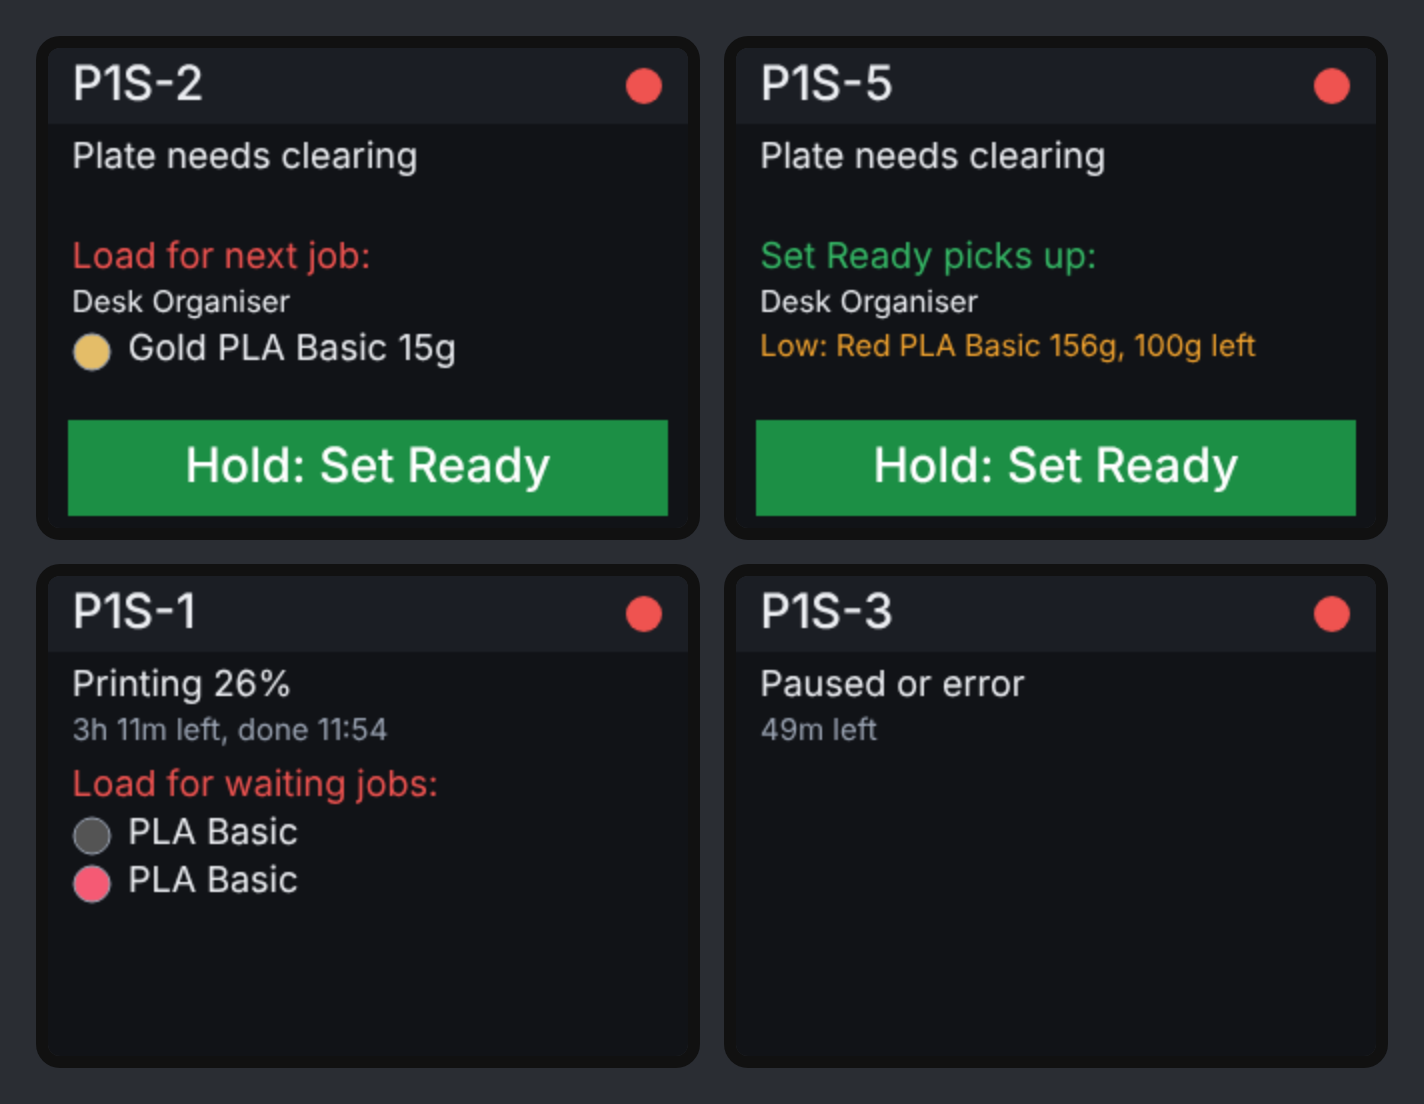 P1S-2
Plate needs clearing
Load for next job:
Desk Organiser
Gold PLA Basic 15g
Hold: Set Ready
P1S-5
Plate needs clearing
Set Ready picks up:
Desk Organiser
Low: Red PLA Basic 156g, 100g left
Hold: Set Ready
P1S-1
Printing 26%
3h 11m left, done 11:54
Load for waiting jobs:
PLA Basic
PLA Basic
P1S-3
Paused or error
49m left